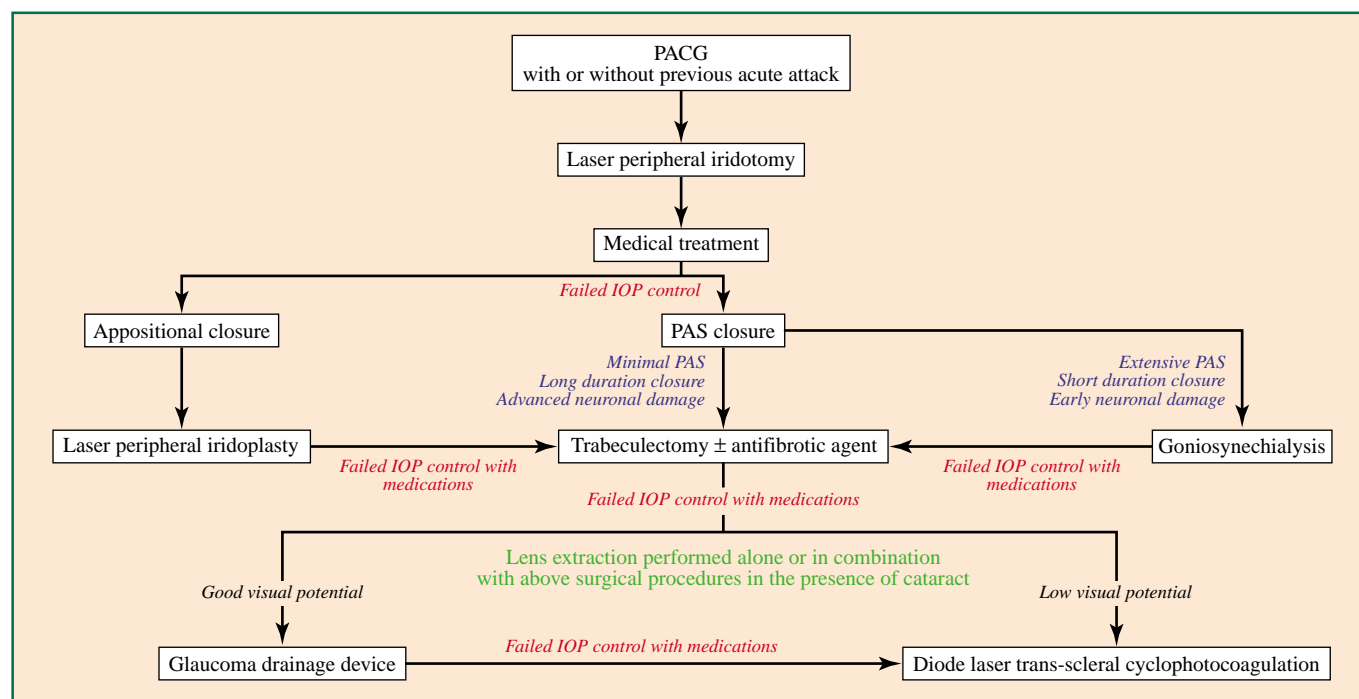 PACG
with or without previous acute attack
Laser peripheral iridotomy
Medical treatment
Failed IOP control
Appositional closure
PAS closure
Minimal PAS
Long duration closure
Advanced neuronal damage
Extensive PAS
Short duration closure
Early neuronal damage
Laser peripheral iridoplasty
Failed IOP control with
medications
Trabeculectomy ± antifibrotic agent
Failed IOP control with
medications
Goniosynechialysis
Failed IOP control with medications
Lens extraction performed alone or in combination
with above surgical procedures in the presence of cataract
Good visual potential
Low visual potential
Glaucoma drainage device
Failed IOP control with medications
Diode laser trans-scleral cyclophotocoagulation